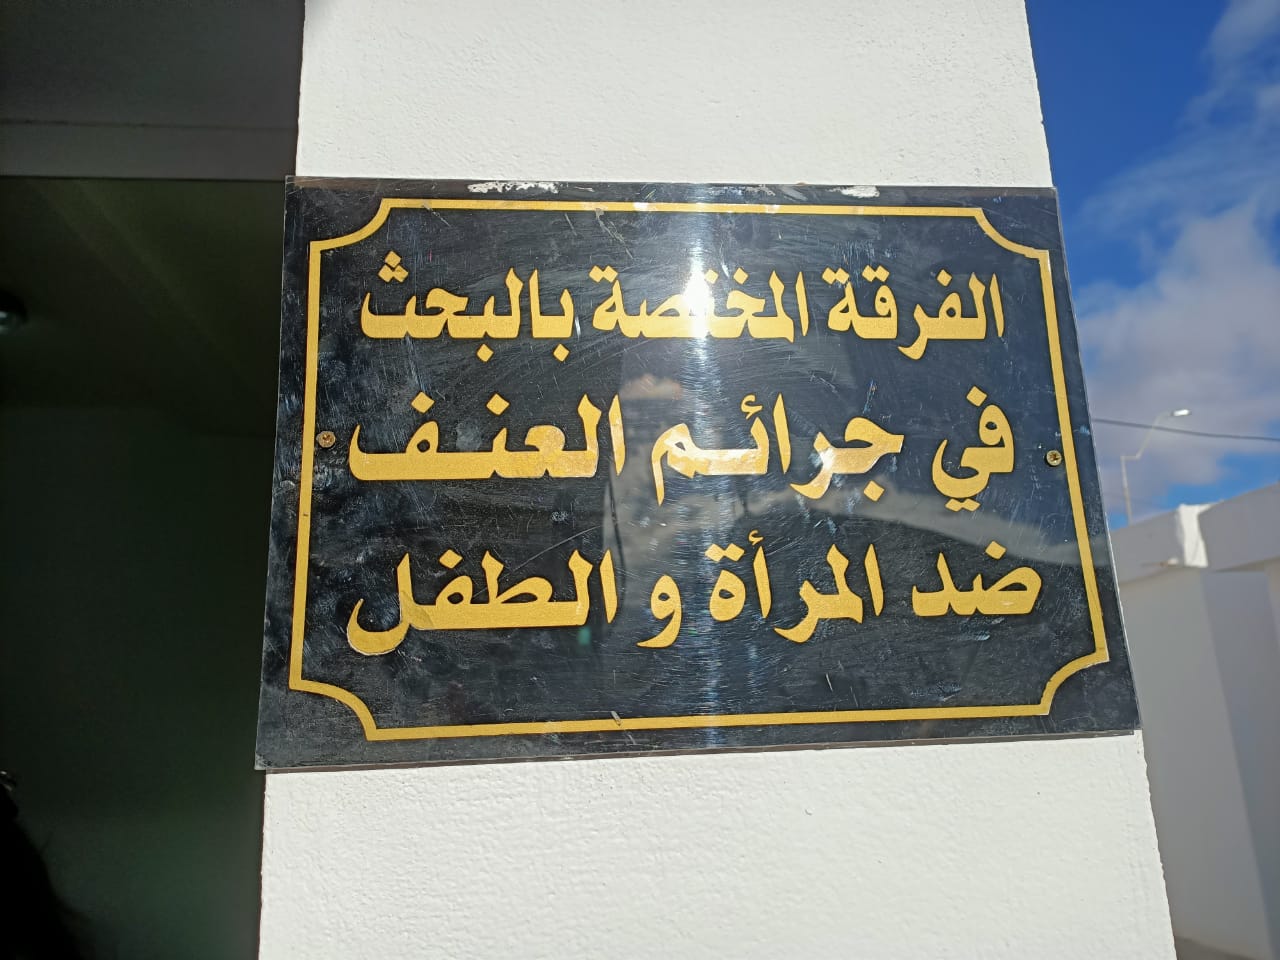 الفرقة المختصة بالبحث
في جرائم العنف
ضد المرأة و الطفل